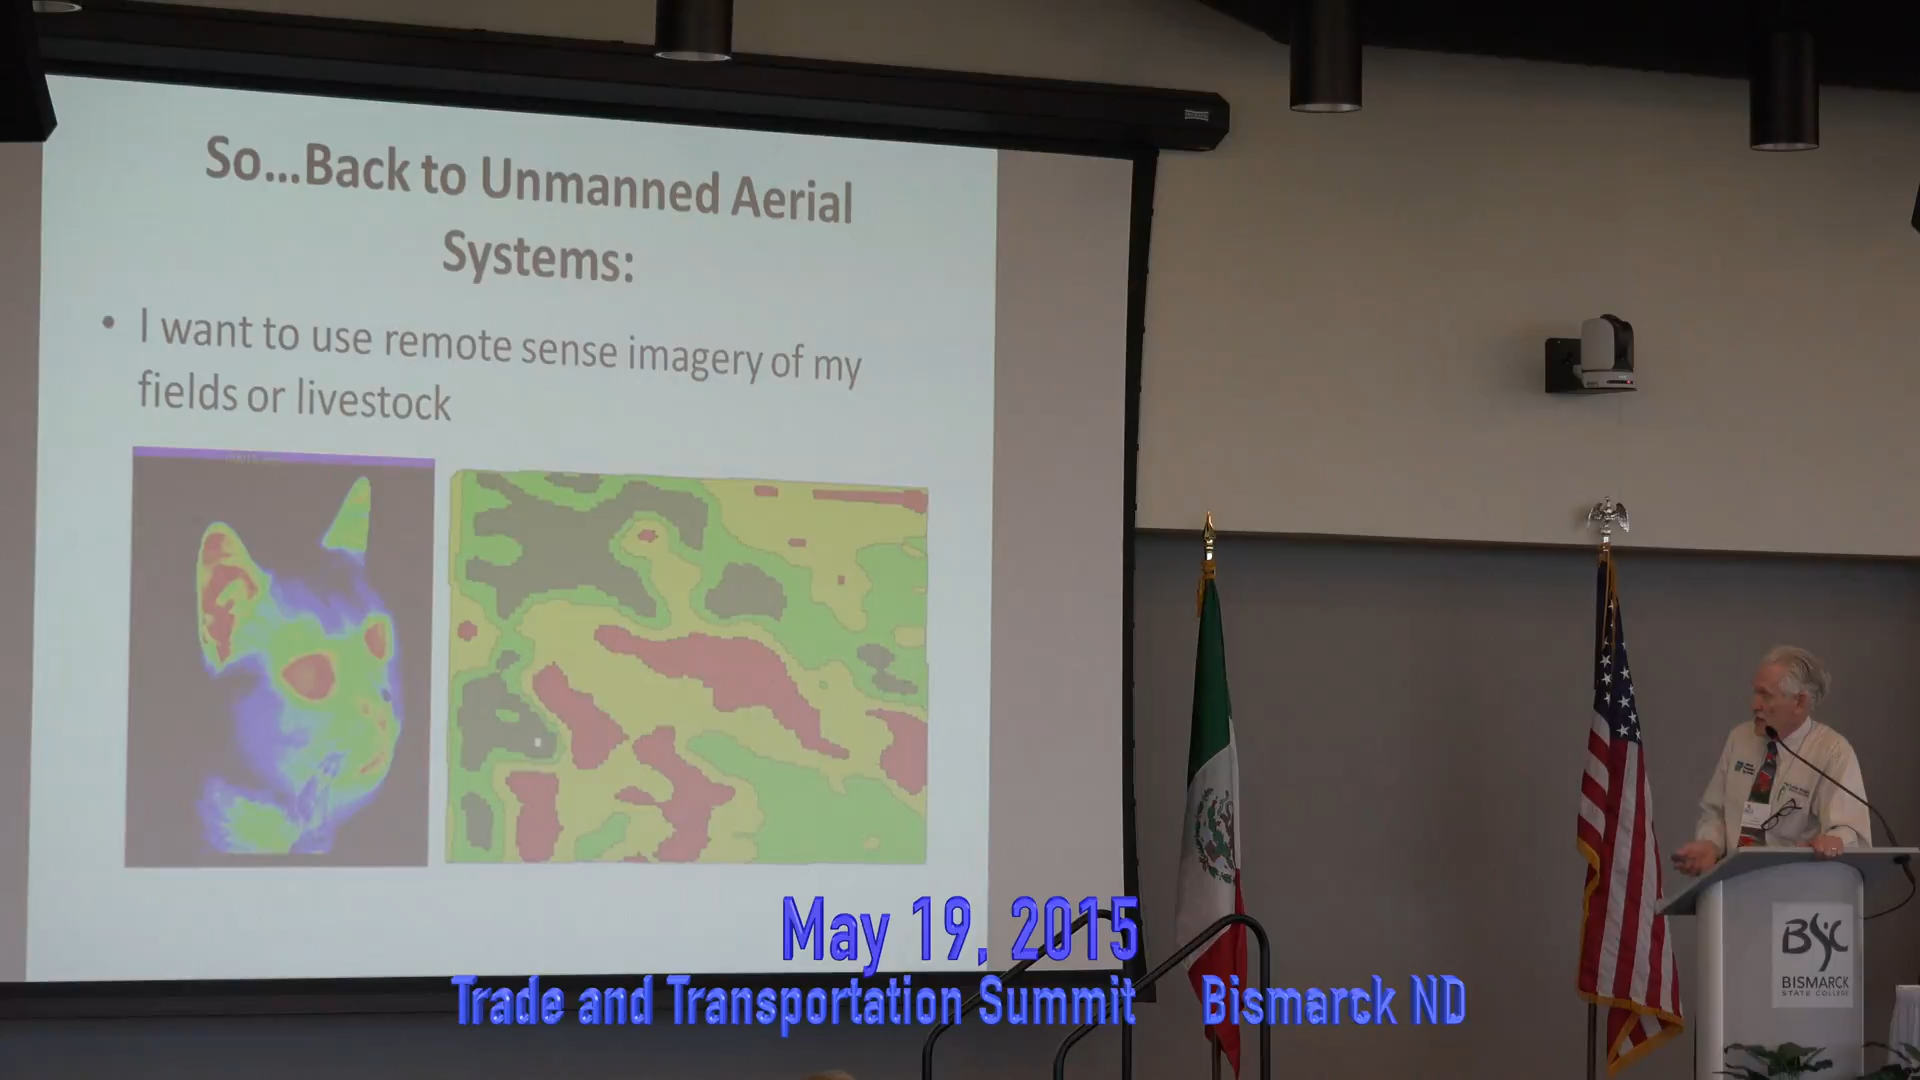 So...Back to Unmanned Aerial
Systems:
• I want to use remote sense imagery of my
fields or livestock
BSC
BISMARCK
STATE COLLEGE
May 19, 2015
Trade and Transportation Summit Bismarck ND